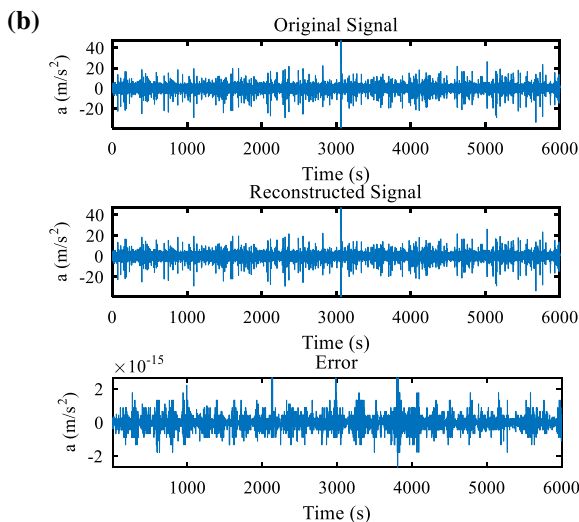 (b)
Original Signal
40
20
0
-20
a (m/s²)
0 1000 2000 3000 4000 5000 6000
Time (s)
Reconstructed Signal
40
20
0
-20
a (m/s²)
0 1000 2000 3000 4000 5000 6000
Time (s)
×10⁻¹⁵
Error
2
0
-2
a (m/s²)
1000 2000 3000 4000 5000 6000
Time (s)